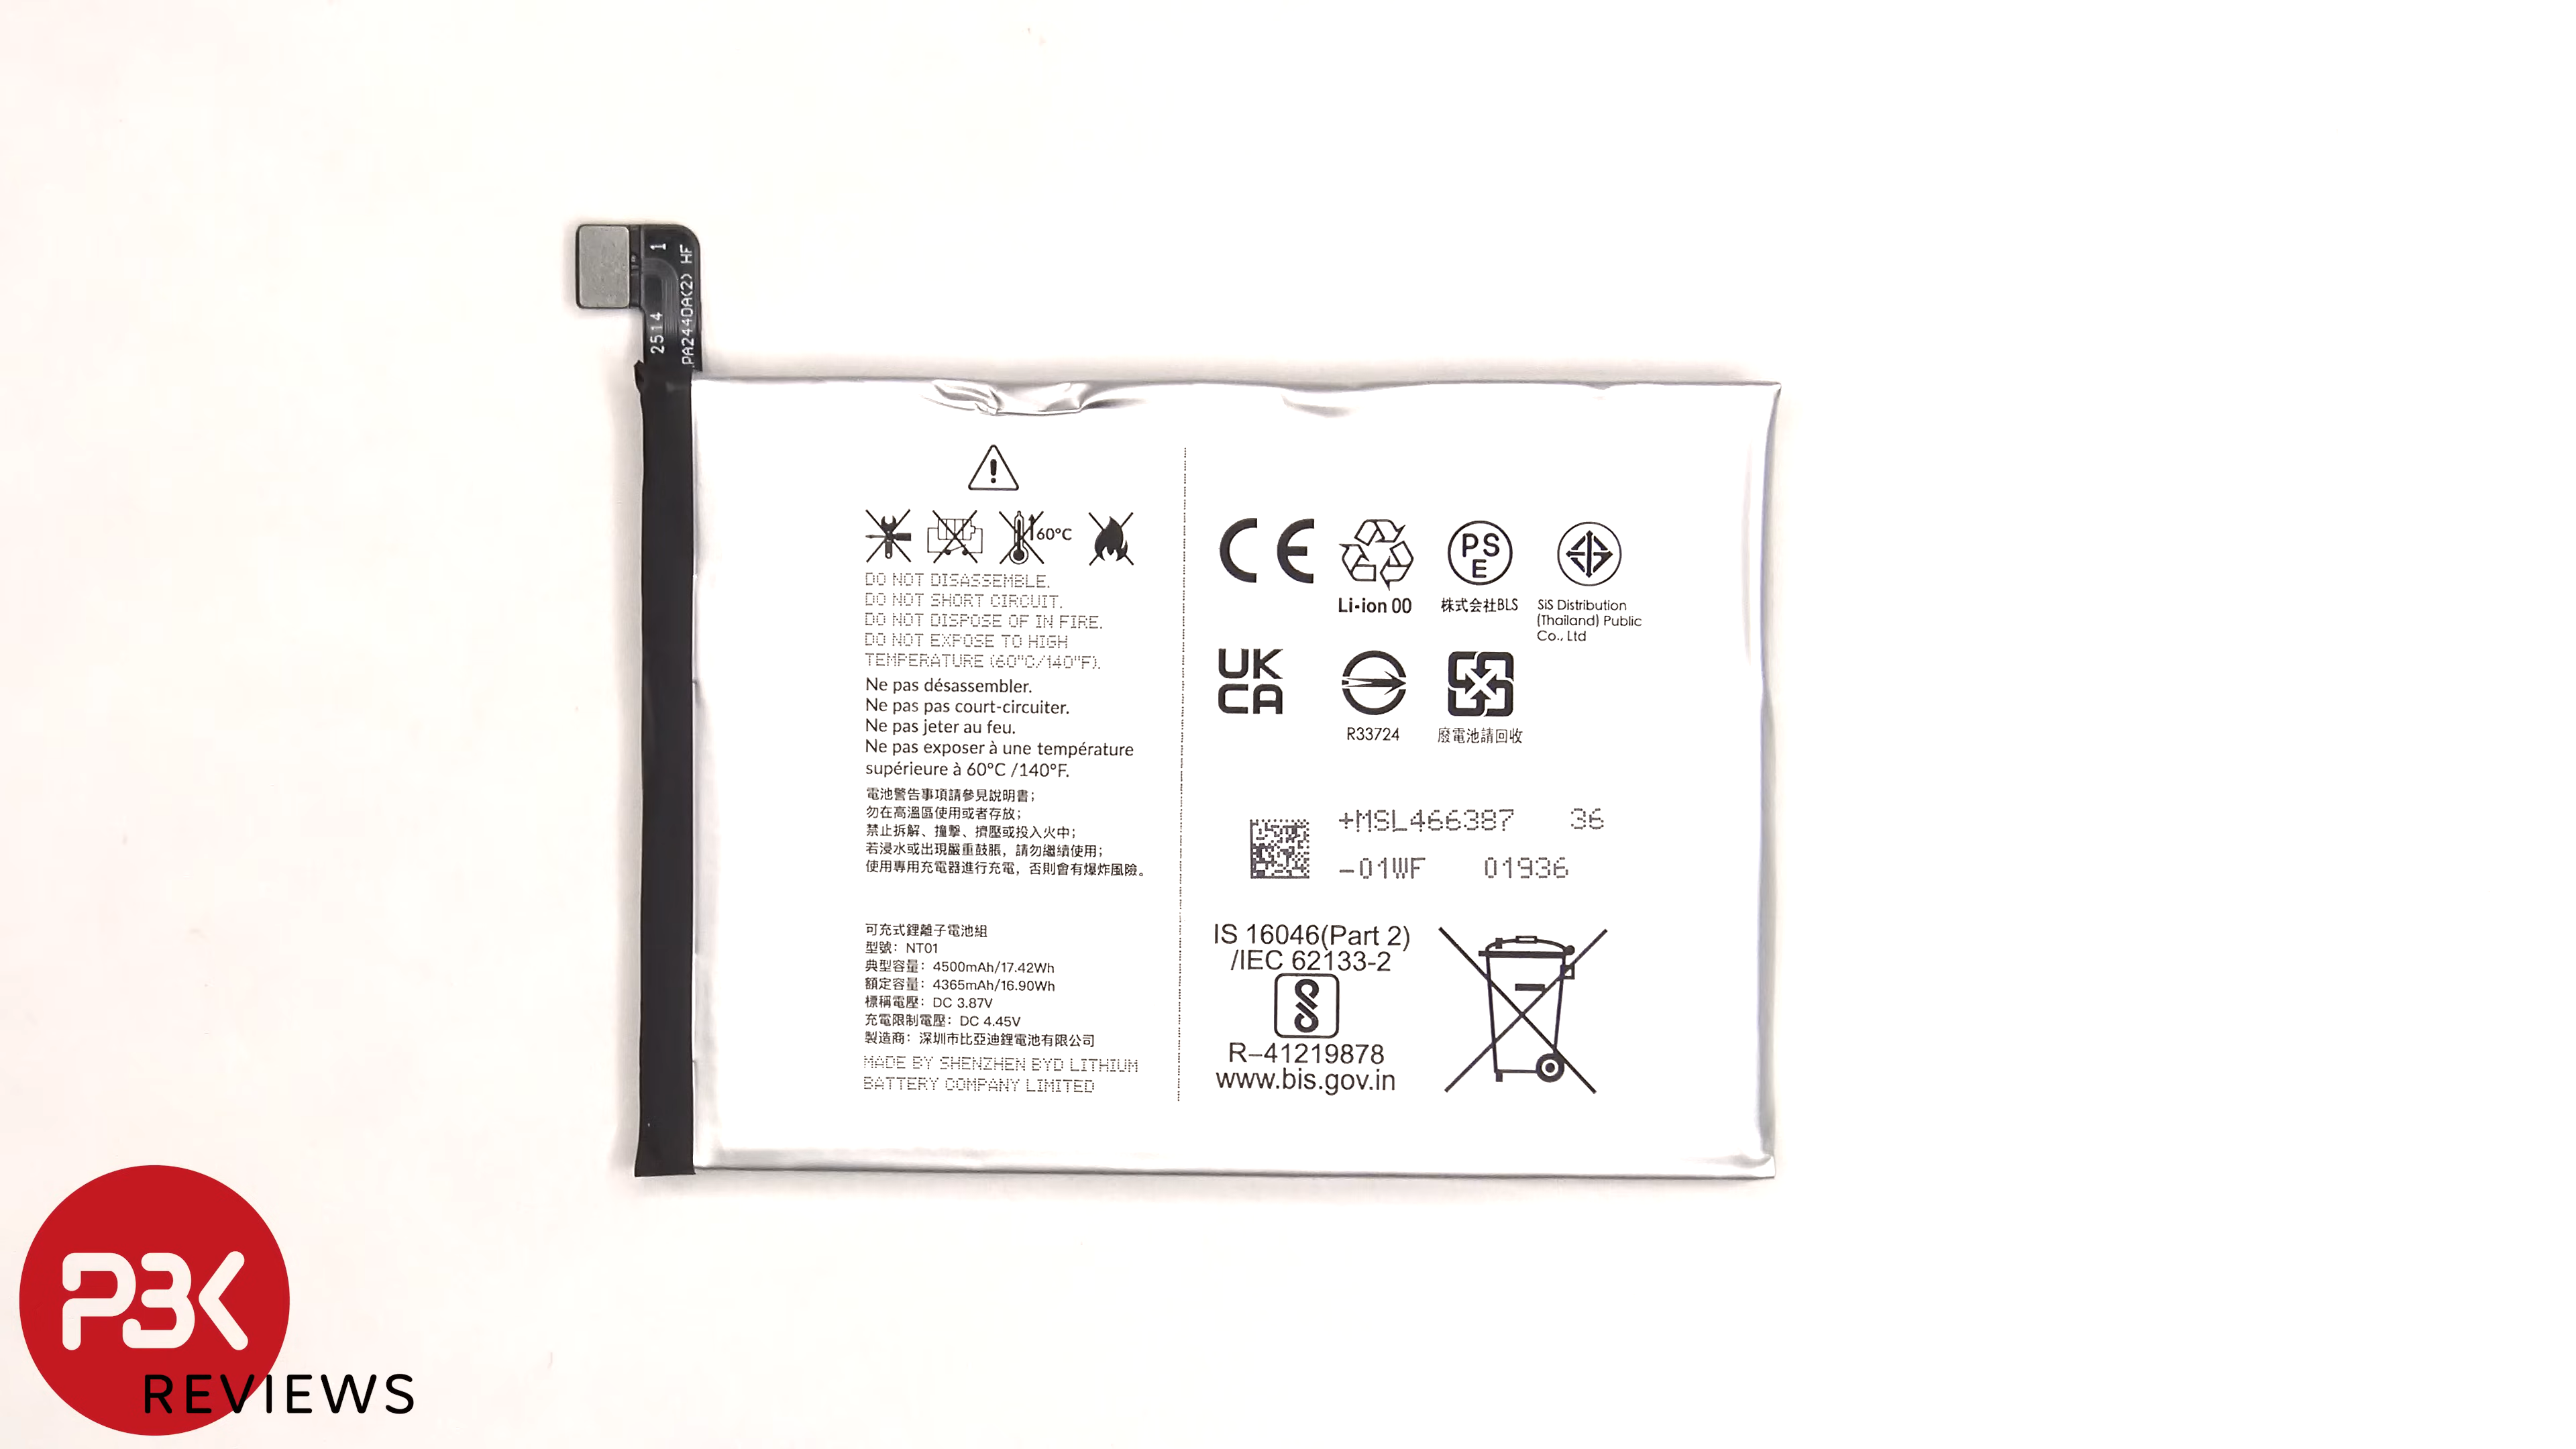 2514 1
PA2440A(2) HF
60°C
DO NOT DISASSEMBLE.
DO NOT SHORT CIRCUIT.
DO NOT DISPOSE OF IN FIRE.
DO NOT EXPOSE TO HIGH
TEMPERATURE (60°C/140°F).
Ne pas désassembler.
Ne pas pas court-circuiter.
Ne pas jeter au feu.
Ne pas exposer à une température
supérieure à 60°C /140°F.
電池警告事項請參見說明書；
勿在高溫區使用或者存放；
禁止拆解、撞擊、擠壓或投入火中；
若浸水或出現嚴重鼓脹，請勿繼續使用；
使用專用充電器進行充電，否則會有爆炸風險。
可充式鋰離子電池組
型號：NT01
典型容量：4500mAh/17.42Wh
額定容量：4365mAh/16.90Wh
標稱電壓：DC 3.87V
充電限制電壓：DC 4.45V
製造商：深圳市比亞迪鋰電池有限公司
MADE BY SHENZHEN BYD LITHIUM
BATTERY COMPANY LIMITED
CE
Li-ion 00
PS
E
株式会社BLS
SiS Distribution
(Thailand) Public
Co., Ltd
UK
CA
R33724
廢電池請回收
+MSL466387 36
-01WF 01936
IS 16046(Part 2)
/IEC 62133-2
R-41219878
www.bis.gov.in
PBK
REVIEWS